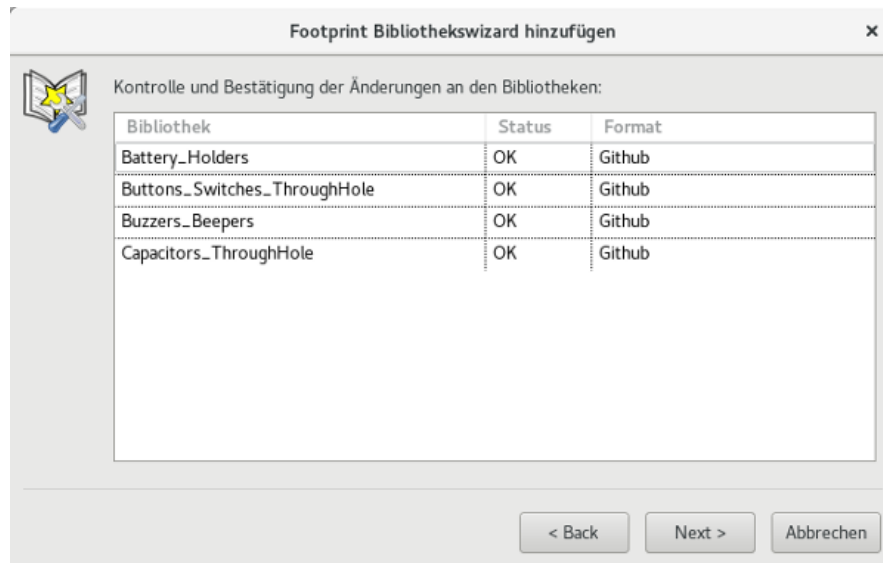 Footprint Bibliothekswizard hinzufügen
Kontrolle und Bestätigung der Änderungen an den Bibliotheken:
Bibliothek Status Format
Battery_Holders OK Github
Buttons_Switches_ThroughHole OK Github
Buzzers_Beepers OK Github
Capacitors_ThroughHole OK Github
< Back Next > Abbrechen